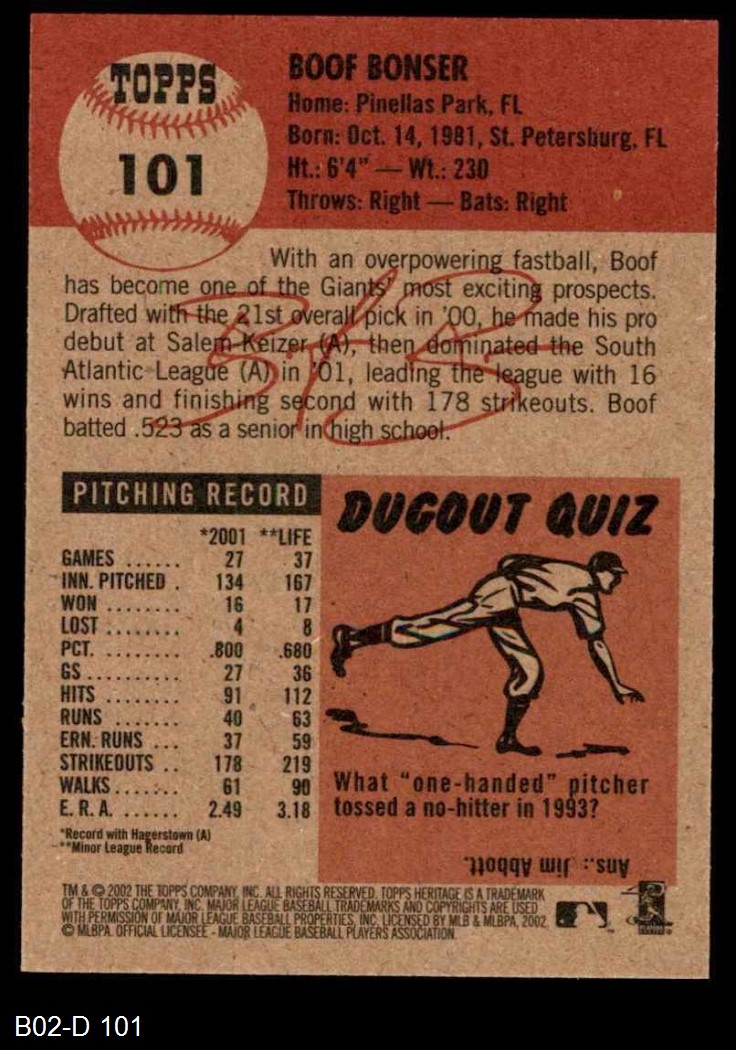 TOPPS
101
BOOF BONSER
Home: Pinellas Park, FL
Born: Oct. 14, 1981, St. Petersburg, FL
Ht.: 6'4" — Wt.: 230
Throws: Right — Bats: Right
With an overpowering fastball, Boof
has become one of the Giants' most exciting prospects.
Drafted with the 21st overall pick in '00, he made his pro
debut at Salem-Keizer (A), then dominated the South
Atlantic League (A) in '01, leading the league with 16
wins and finishing second with 178 strikeouts. Boof
batted .523 as a senior in high school.
PITCHING RECORD
*2001 **LIFE
GAMES ...... 27 37
INN. PITCHED . 134 167
WON ........ 16 17
LOST ........ 4 8
PCT. ........ .800 .680
GS .......... 27 36
HITS ........ 91 112
RUNS ....... 40 63
ERN. RUNS ... 37 59
STRIKEOUTS .. 178 219
WALKS ....... 61 90
E. R. A. ...... 2.49 3.18
*Record with Hagerstown (A)
**Minor League Record
DUGOUT QUIZ
What "one-handed" pitcher
tossed a no-hitter in 1993?
Ans.: Jim Abbott.
TM & © 2002 THE TOPPS COMPANY, INC. ALL RIGHTS RESERVED. TOPPS HERITAGE IS A TRADEMARK
OF THE TOPPS COMPANY, INC. MAJOR LEAGUE BASEBALL TRADEMARKS AND COPYRIGHTS ARE USED
WITH PERMISSION OF MAJOR LEAGUE BASEBALL PROPERTIES, INC. LICENSED BY MLB & MLBPA, 2002.
© MLBPA. OFFICIAL LICENSEE - MAJOR LEAGUE BASEBALL PLAYERS ASSOCIATION.
B02-D 101